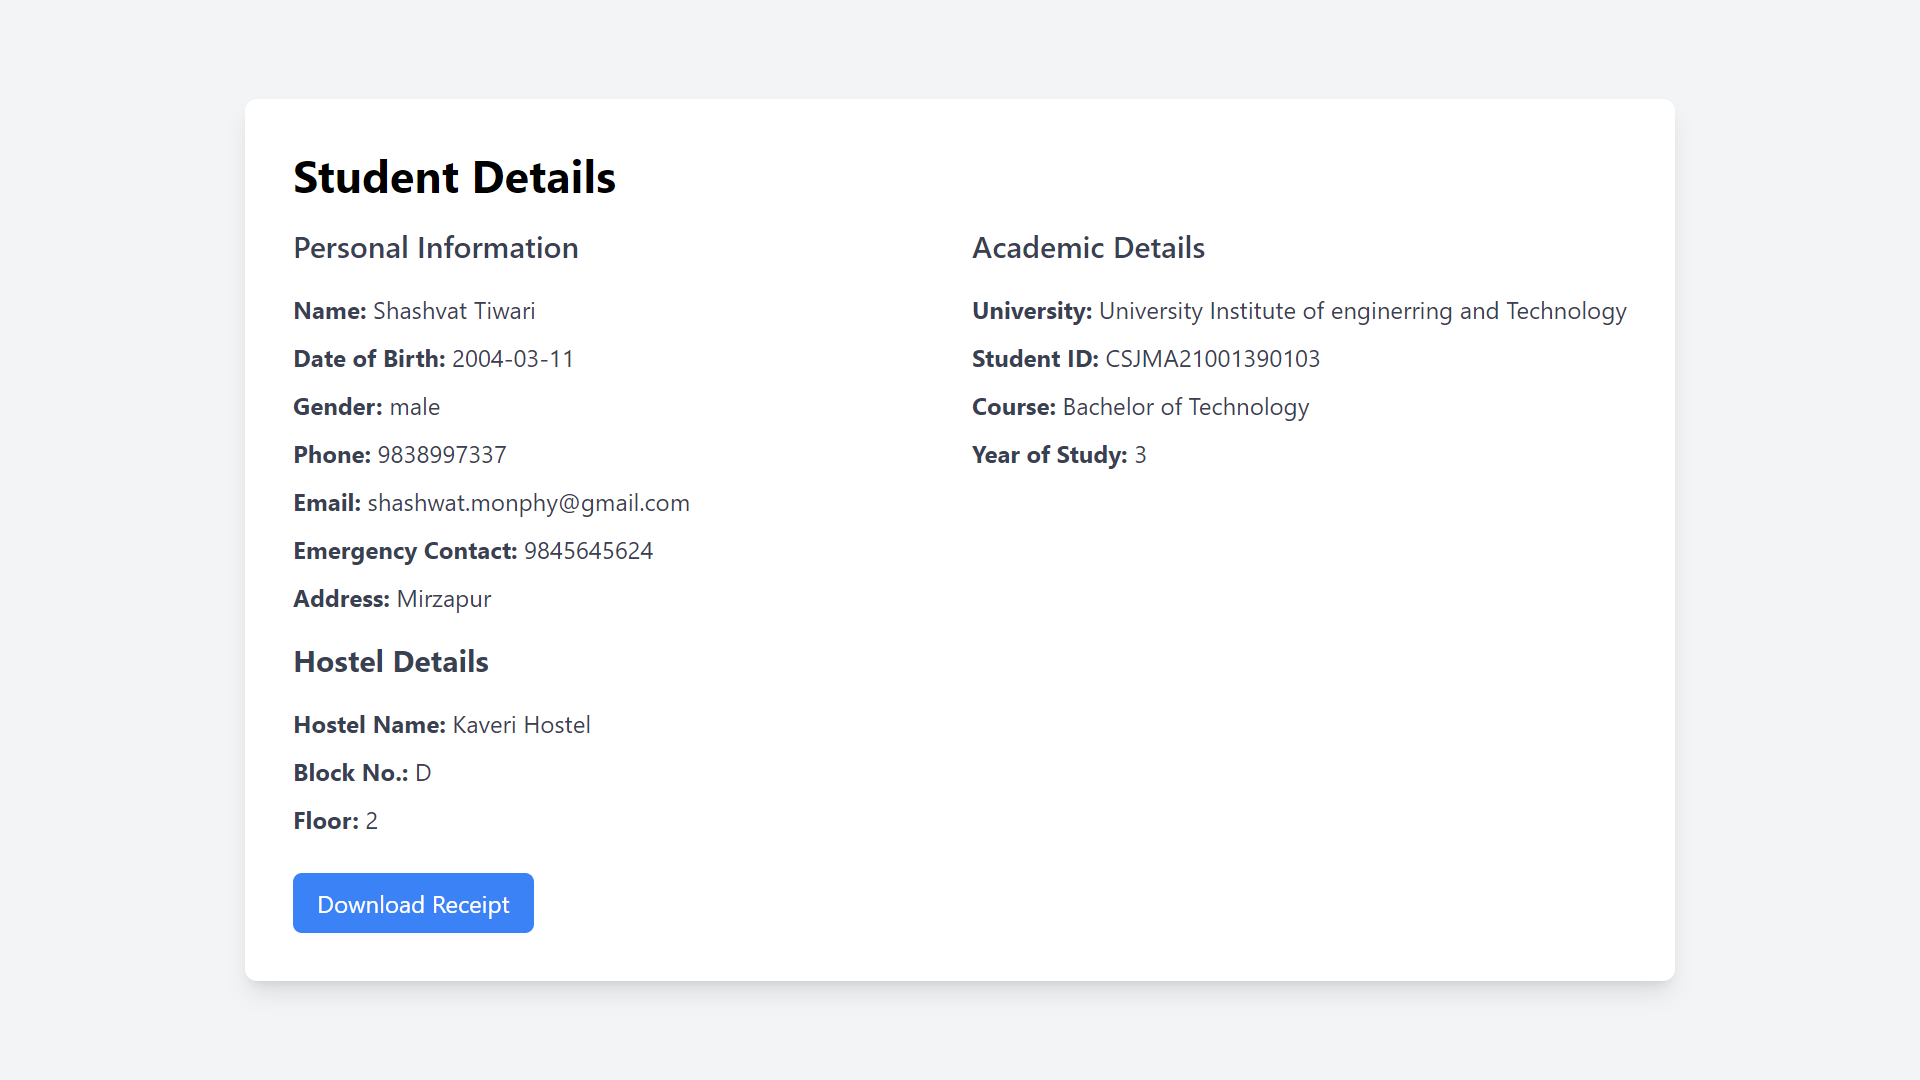 Student Details
Personal Information
Name: Shashvat Tiwari
Date of Birth: 2004-03-11
Gender: male
Phone: 9838997337
Email: shashwat.monphy@gmail.com
Emergency Contact: 9845645624
Address: Mirzapur
Academic Details
University: University Institute of enginerring and Technology
Student ID: CSJMA21001390103
Course: Bachelor of Technology
Year of Study: 3
Hostel Details
Hostel Name: Kaveri Hostel
Block No.: D
Floor: 2
Download Receipt